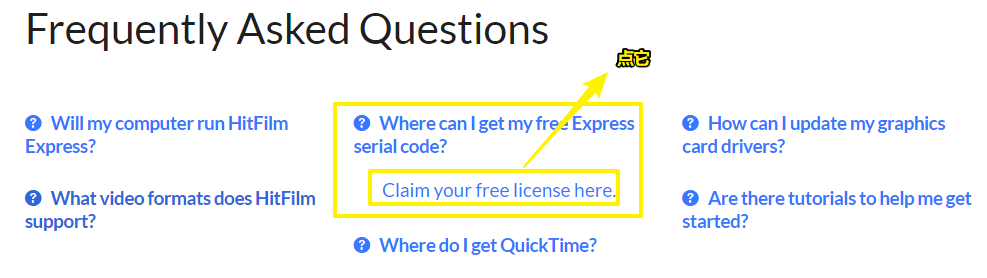 Frequently Asked Questions
点它
Will my computer run HitFilm
Express?
What video formats does HitFilm
support?
Where can I get my free Express
serial code?
Claim your free license here.
Where do I get QuickTime?
How can I update my graphics
card drivers?
Are there tutorials to help me get
started?